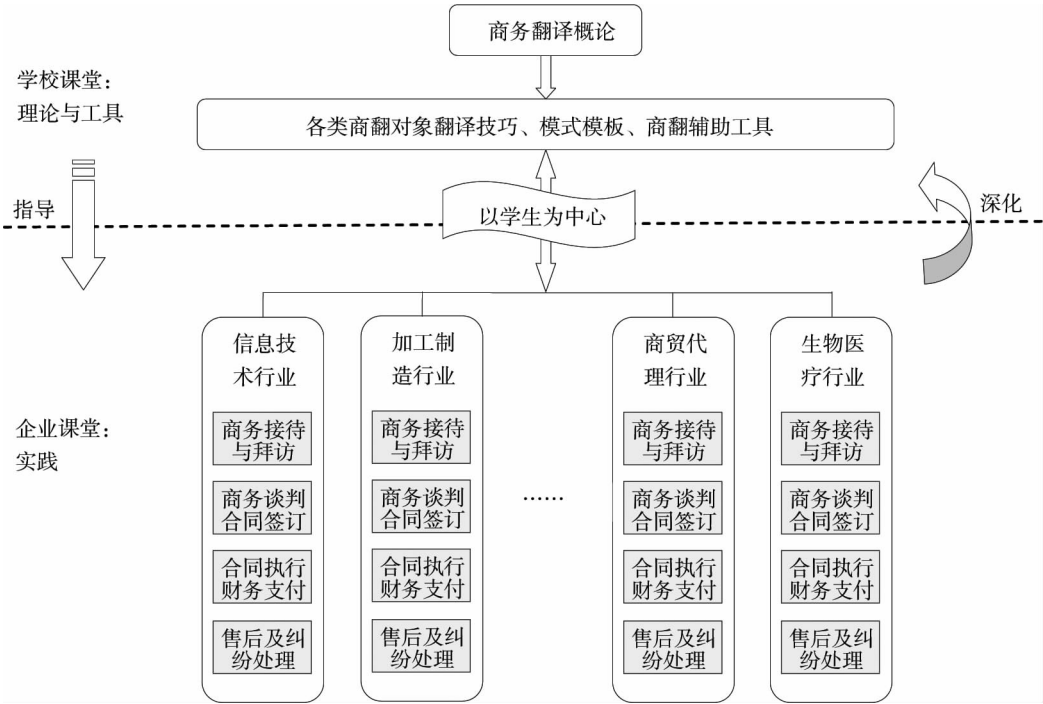 商务翻译概论
学校课堂：
理论与工具
各类商翻对象翻译技巧、模式模板、商翻辅助工具
指导
以学生为中心
深化
信息技
术行业
加工制
造行业
商贸代
理行业
生物医
疗行业
企业课堂：
实践
商务接待
与拜访
商务接待
与拜访
商务接待
与拜访
商务接待
与拜访
商务谈判
合同签订
商务谈判
合同签订
……
商务谈判
合同签订
商务谈判
合同签订
合同执行
财务支付
合同执行
财务支付
合同执行
财务支付
合同执行
财务支付
售后及纠
纷处理
售后及纠
纷处理
售后及纠
纷处理
售后及纠
纷处理